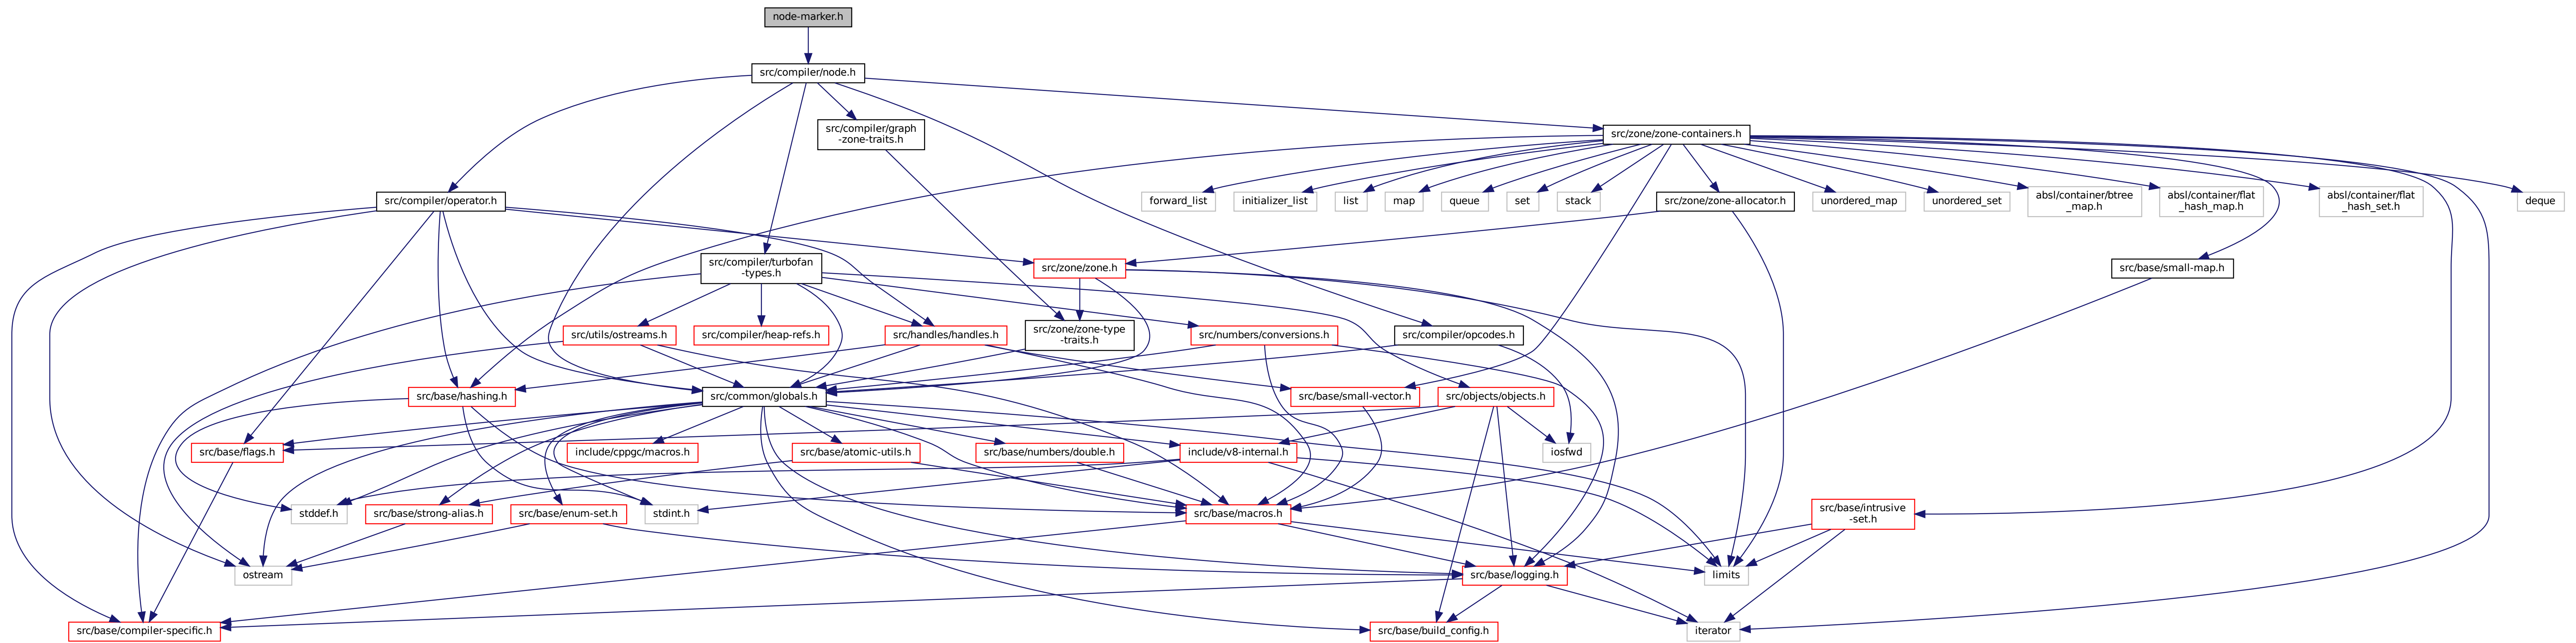 node-marker.h
src/compiler/node.h
src/compiler/graph
-zone-traits.h
src/zone/zone-containers.h
src/compiler/operator.h
forward_list
initializer_list
list
map
queue
set
stack
src/zone/zone-allocator.h
unordered_map
unordered_set
absl/container/btree
_map.h
absl/container/flat
_hash_map.h
absl/container/flat
_hash_set.h
deque
src/compiler/turbofan
-types.h
src/zone/zone.h
src/base/small-map.h
src/utils/ostreams.h
src/compiler/heap-refs.h
src/handles/handles.h
src/zone/zone-type
-traits.h
src/numbers/conversions.h
src/compiler/opcodes.h
src/base/hashing.h
src/common/globals.h
src/base/small-vector.h
src/objects/objects.h
src/base/flags.h
include/cppgc/macros.h
src/base/atomic-utils.h
src/base/numbers/double.h
include/v8-internal.h
iosfwd
stddef.h
src/base/strong-alias.h
src/base/enum-set.h
stdint.h
src/base/macros.h
src/base/intrusive
-set.h
ostream
src/base/logging.h
limits
src/base/compiler-specific.h
src/base/build_config.h
iterator